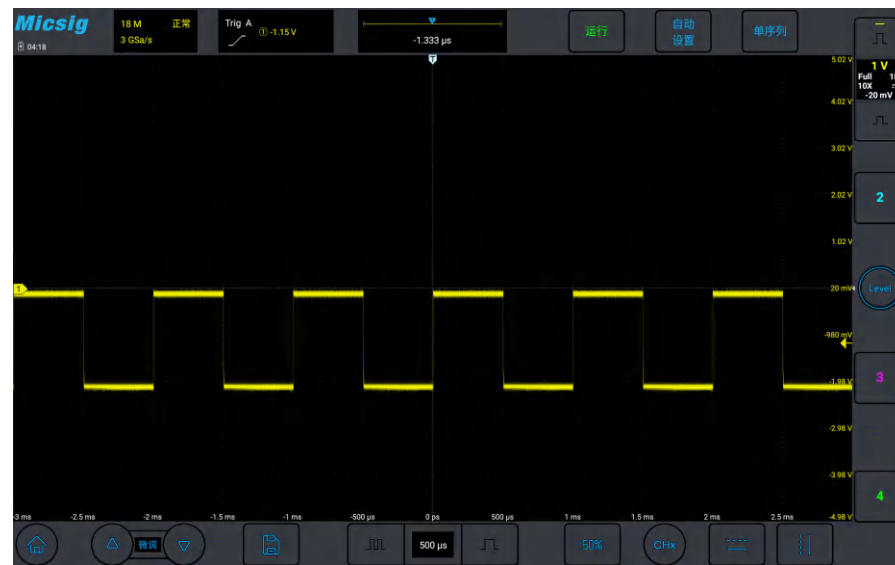 Micsig
04:18
18 M 正常
3 GSa/s
Trig A
① -1.15 V
-1.333 µs
运行
自动
设置
单序列
T
1 V
Full
10X
-20 mV
5.02 V
4.02 V
3.02 V
2.02 V
1.02 V
20 mV
-980 mV
-1.98 V
-2.98 V
-3.98 V
-4.98 V
1
2
Level
3
4
-3 ms
-2.5 ms
-2 ms
-1.5 ms
-1 ms
-500 µs
0 ps
500 µs
1 ms
1.5 ms
2 ms
2.5 ms
微调
500 µs
50%
CHx